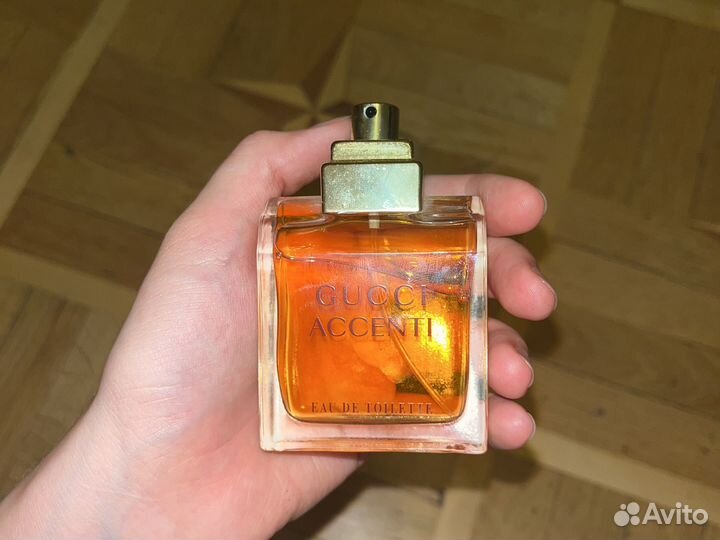 GUCCI
ACCENTI
EAU DE TOILETTE
Avito